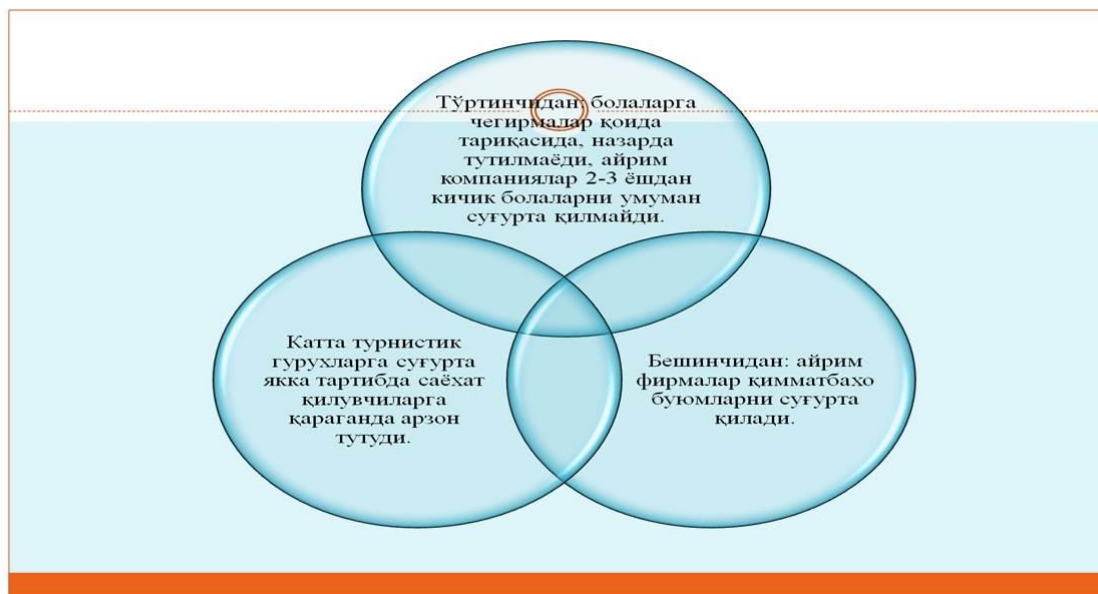 Тўртинчидан: болаларга
чегирмалар қоида
тариқасида, назарда
тутилмаёди, айрим
компаниялар 2-3 ёшдан
кичик болаларни умуман
суғурта қилмайди.
Катта турнистик
гурухларга суғурта
якка тартибда саёхат
қилувчиларга
қараганда арзон
тутуди.
Бешинчидан: айрим
фирмалар қимматбахо
буюмларни суғурта
қилади.